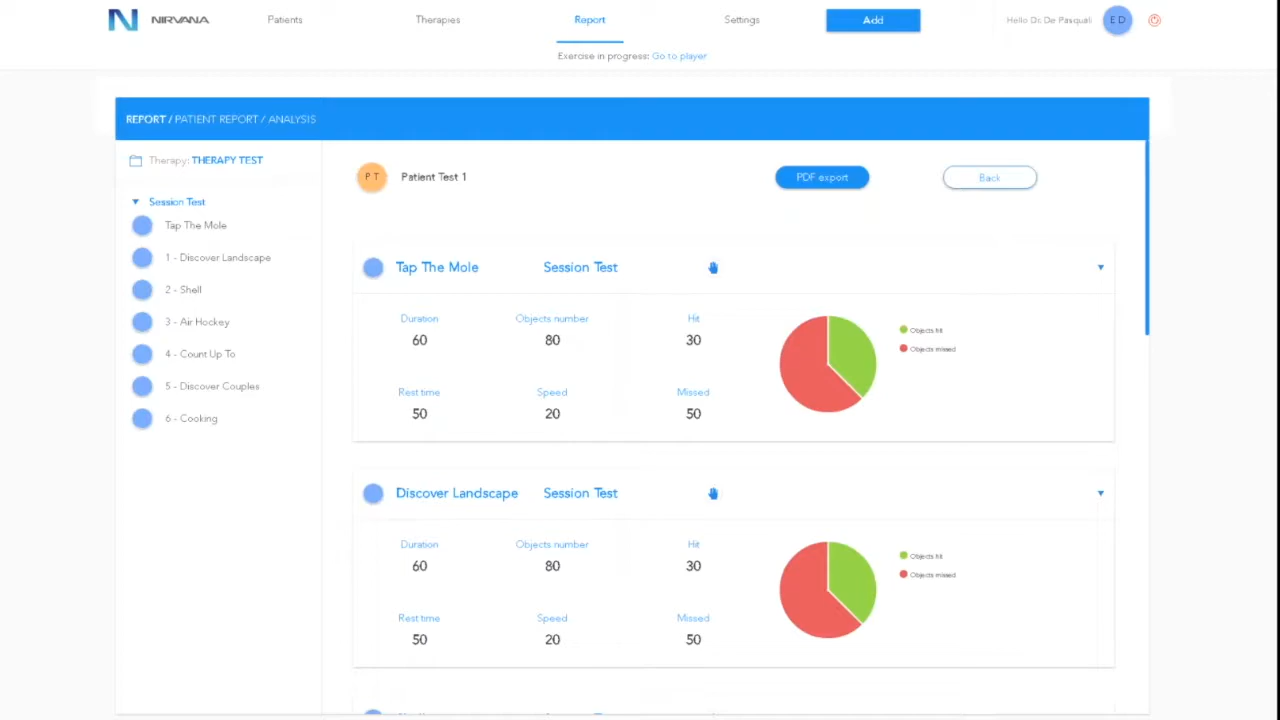 NIRVANA
Patients
Therapies
Report
Settings
Add
Hello Dr. De Pasquali
E D
Exercise in progress: Go to player
REPORT / PATIENT REPORT / ANALYSIS
Therapy: THERAPY TEST
Session Test
Tap The Mole
1 - Discover Landscape
2 - Shell
3 - Air Hockey
4 - Count Up To
5 - Discover Couples
6 - Cooking
P T
Patient Test 1
PDF export
Back
Tap The Mole
Session Test
Duration
Objects number
Hit
60
80
30
Rest time
Speed
Missed
50
20
50
Objects hit
Objects missed
Discover Landscape
Session Test
Duration
Objects number
Hit
60
80
30
Rest time
Speed
Missed
50
20
50
Objects hit
Objects missed